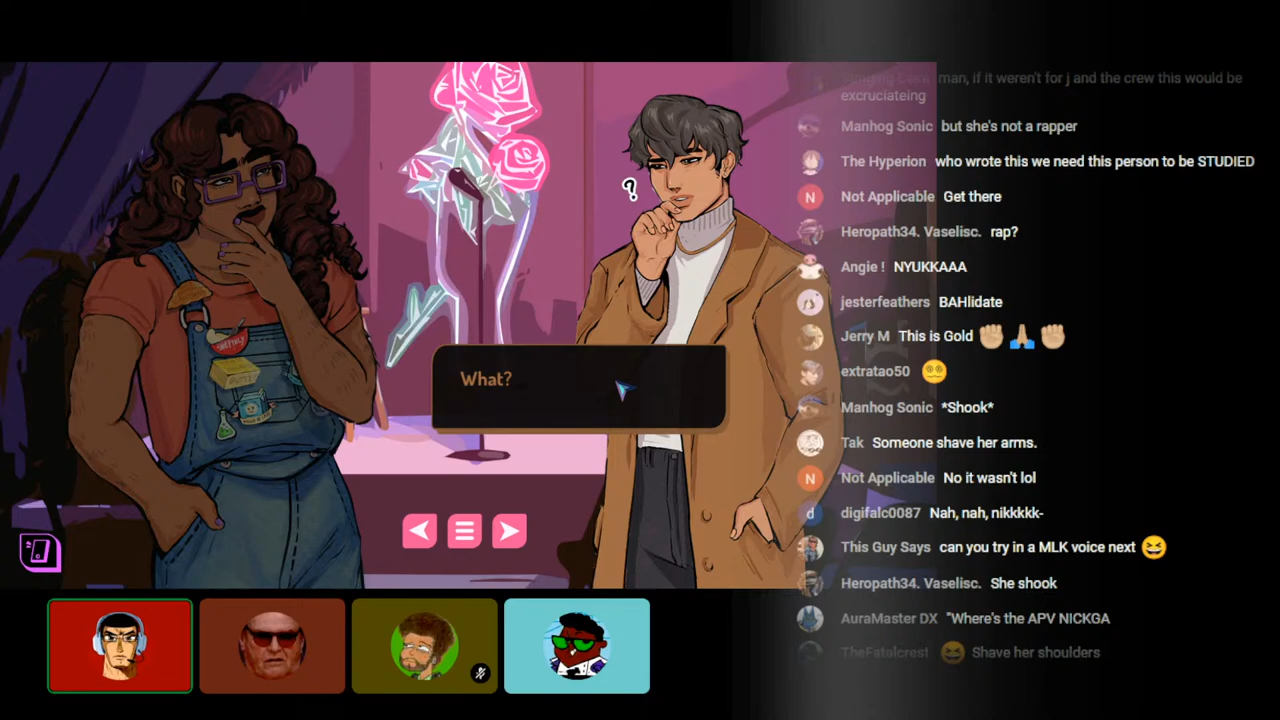 man, if it weren't for j and the crew this would be
excruciateing
Manhog Sonic but she's not a rapper
The Hyperion who wrote this we need this person to be STUDIED
N Not Applicable Get there
Heropath34. Vaselisc. rap?
Angie ! NYUKKAAA
jesterfeathers BAHlidate
Jerry M This is Gold ✊🏼🙏🏼✊🏼
extratao50 😵‍💫
Manhog Sonic *Shook*
Tak Someone shave her arms.
N Not Applicable No it wasn't lol
d digifalc0087 Nah, nah, nikkkkk-
This Guy Says can you try in a MLK voice next 😆
Heropath34. Vaselisc. She shook
AuraMaster DX "Where's the APV NICKGA
TheFatalcrest 😆 Shave her shoulders
?
What?